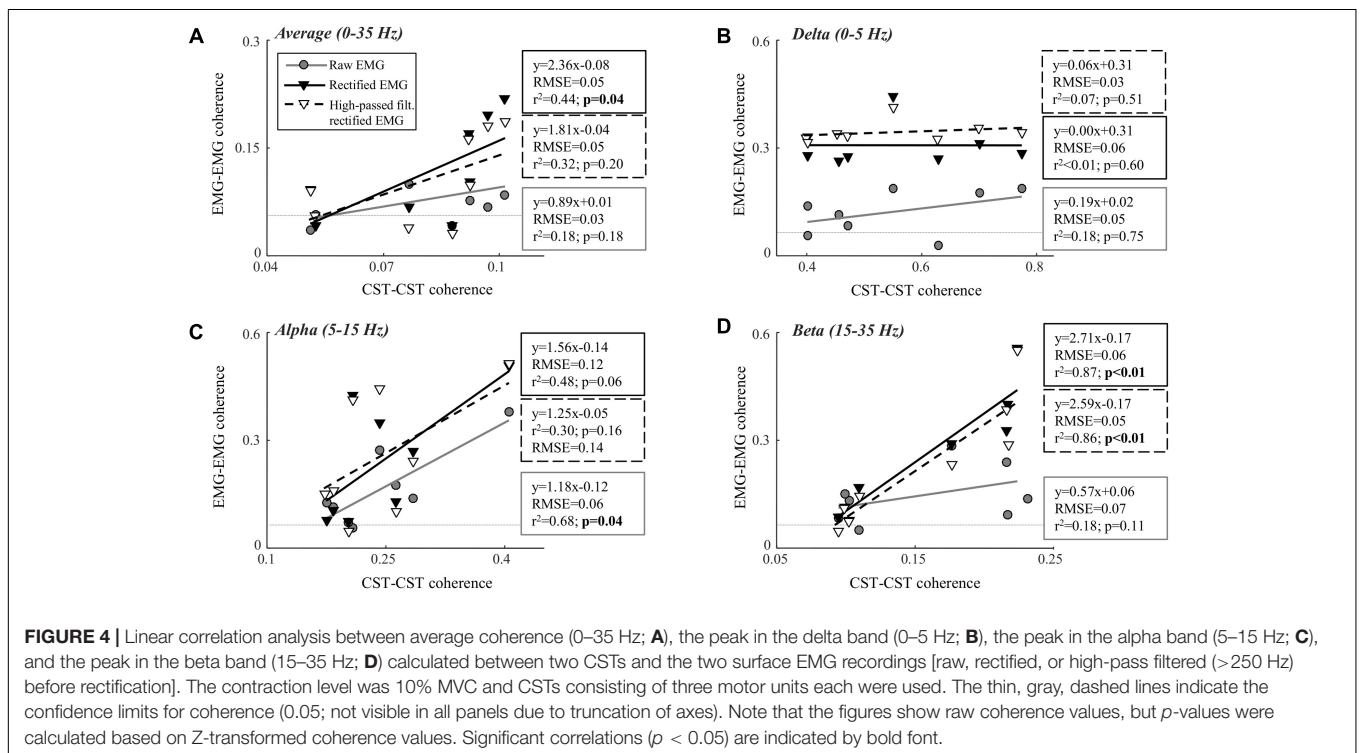 A
Average (0-35 Hz)
0.3
0.15
0
EMG-EMG coherence
Raw EMG
Rectified EMG
High-passed filt.
rectified EMG
y=2.36x-0.08
RMSE=0.05
r²=0.44; p=0.04
y=1.81x-0.04
RMSE=0.05
r²=0.32; p=0.20
y=0.89x+0.01
RMSE=0.03
r²=0.18; p=0.18
0.04 0.07 0.1
CST-CST coherence
B
Delta (0-5 Hz)
0.6
0.3
0
EMG-EMG coherence
y=0.06x+0.31
RMSE=0.03
r²=0.07; p=0.51
y=0.00x+0.31
RMSE=0.06
r²<0.01; p=0.60
y=0.19x+0.02
RMSE=0.05
r²=0.18; p=0.75
0.4 0.6 0.8
CST-CST coherence
C
Alpha (5-15 Hz)
0.6
0.3
0
EMG-EMG coherence
y=1.56x-0.14
RMSE=0.12
r²=0.48; p=0.06
y=1.25x-0.05
r²=0.30; p=0.16
RMSE=0.14
y=1.18x-0.12
RMSE=0.06
r²=0.68; p=0.04
0.1 0.25 0.4
CST-CST coherence
D
Beta (15-35 Hz)
0.6
0.3
0
EMG-EMG coherence
y=2.71x-0.17
RMSE=0.06
r²=0.87; p<0.01
y=2.59x-0.17
RMSE=0.05
r²=0.86; p<0.01
y=0.57x+0.06
RMSE=0.07
r²=0.18; p=0.11
0.05 0.15 0.25
CST-CST coherence
FIGURE 4 | Linear correlation analysis between average coherence (0–35 Hz; A), the peak in the delta band (0–5 Hz; B), the peak in the alpha band (5–15 Hz; C),
and the peak in the beta band (15–35 Hz; D) calculated between two CSTs and the two surface EMG recordings [raw, rectified, or high-pass filtered (>250 Hz)
before rectification]. The contraction level was 10% MVC and CSTs consisting of three motor units each were used. The thin, gray, dashed lines indicate the
confidence limits for coherence (0.05; not visible in all panels due to truncation of axes). Note that the figures show raw coherence values, but p-values were
calculated based on Z-transformed coherence values. Significant correlations (p < 0.05) are indicated by bold font.